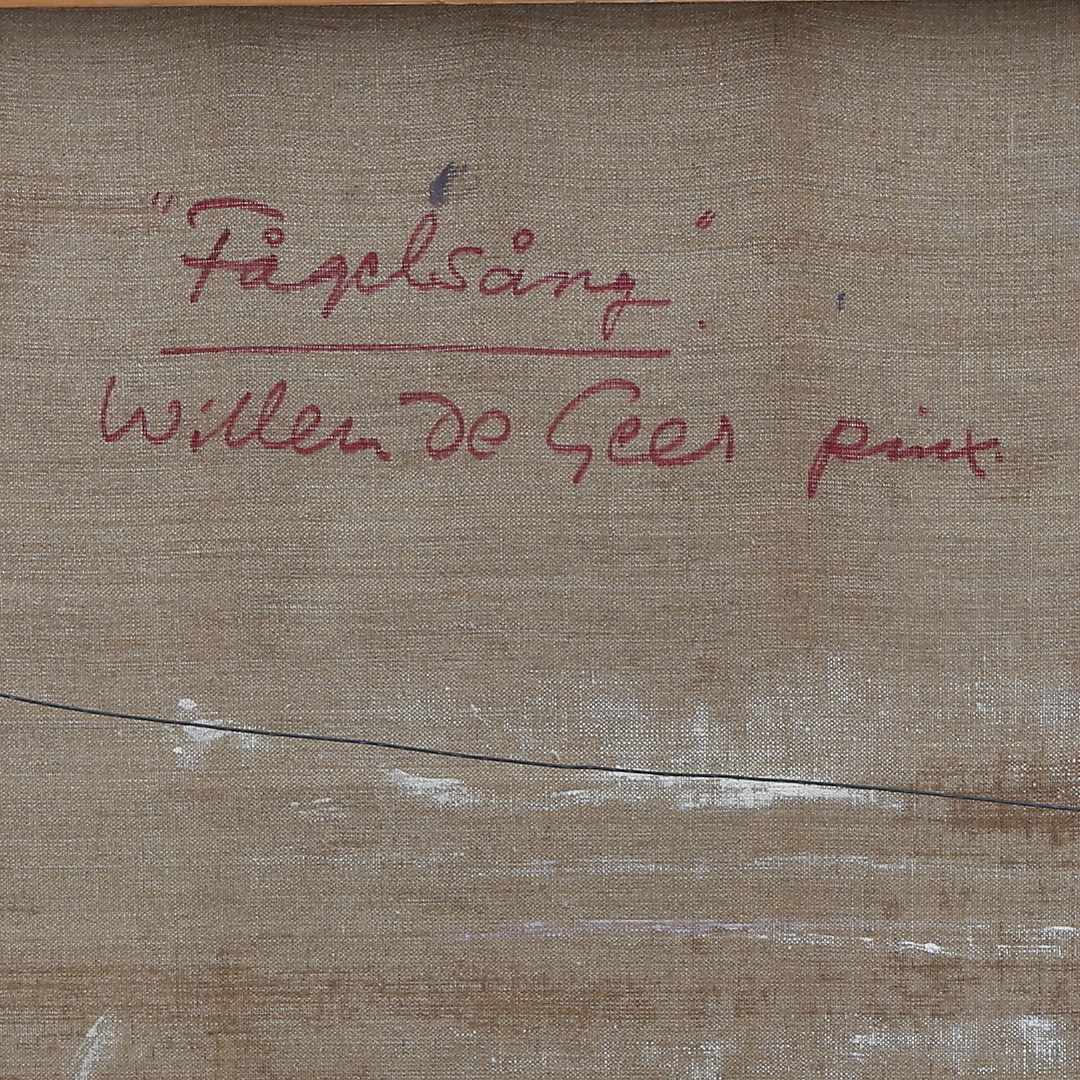 "Fågelsång".
Willem De Geer pinx.